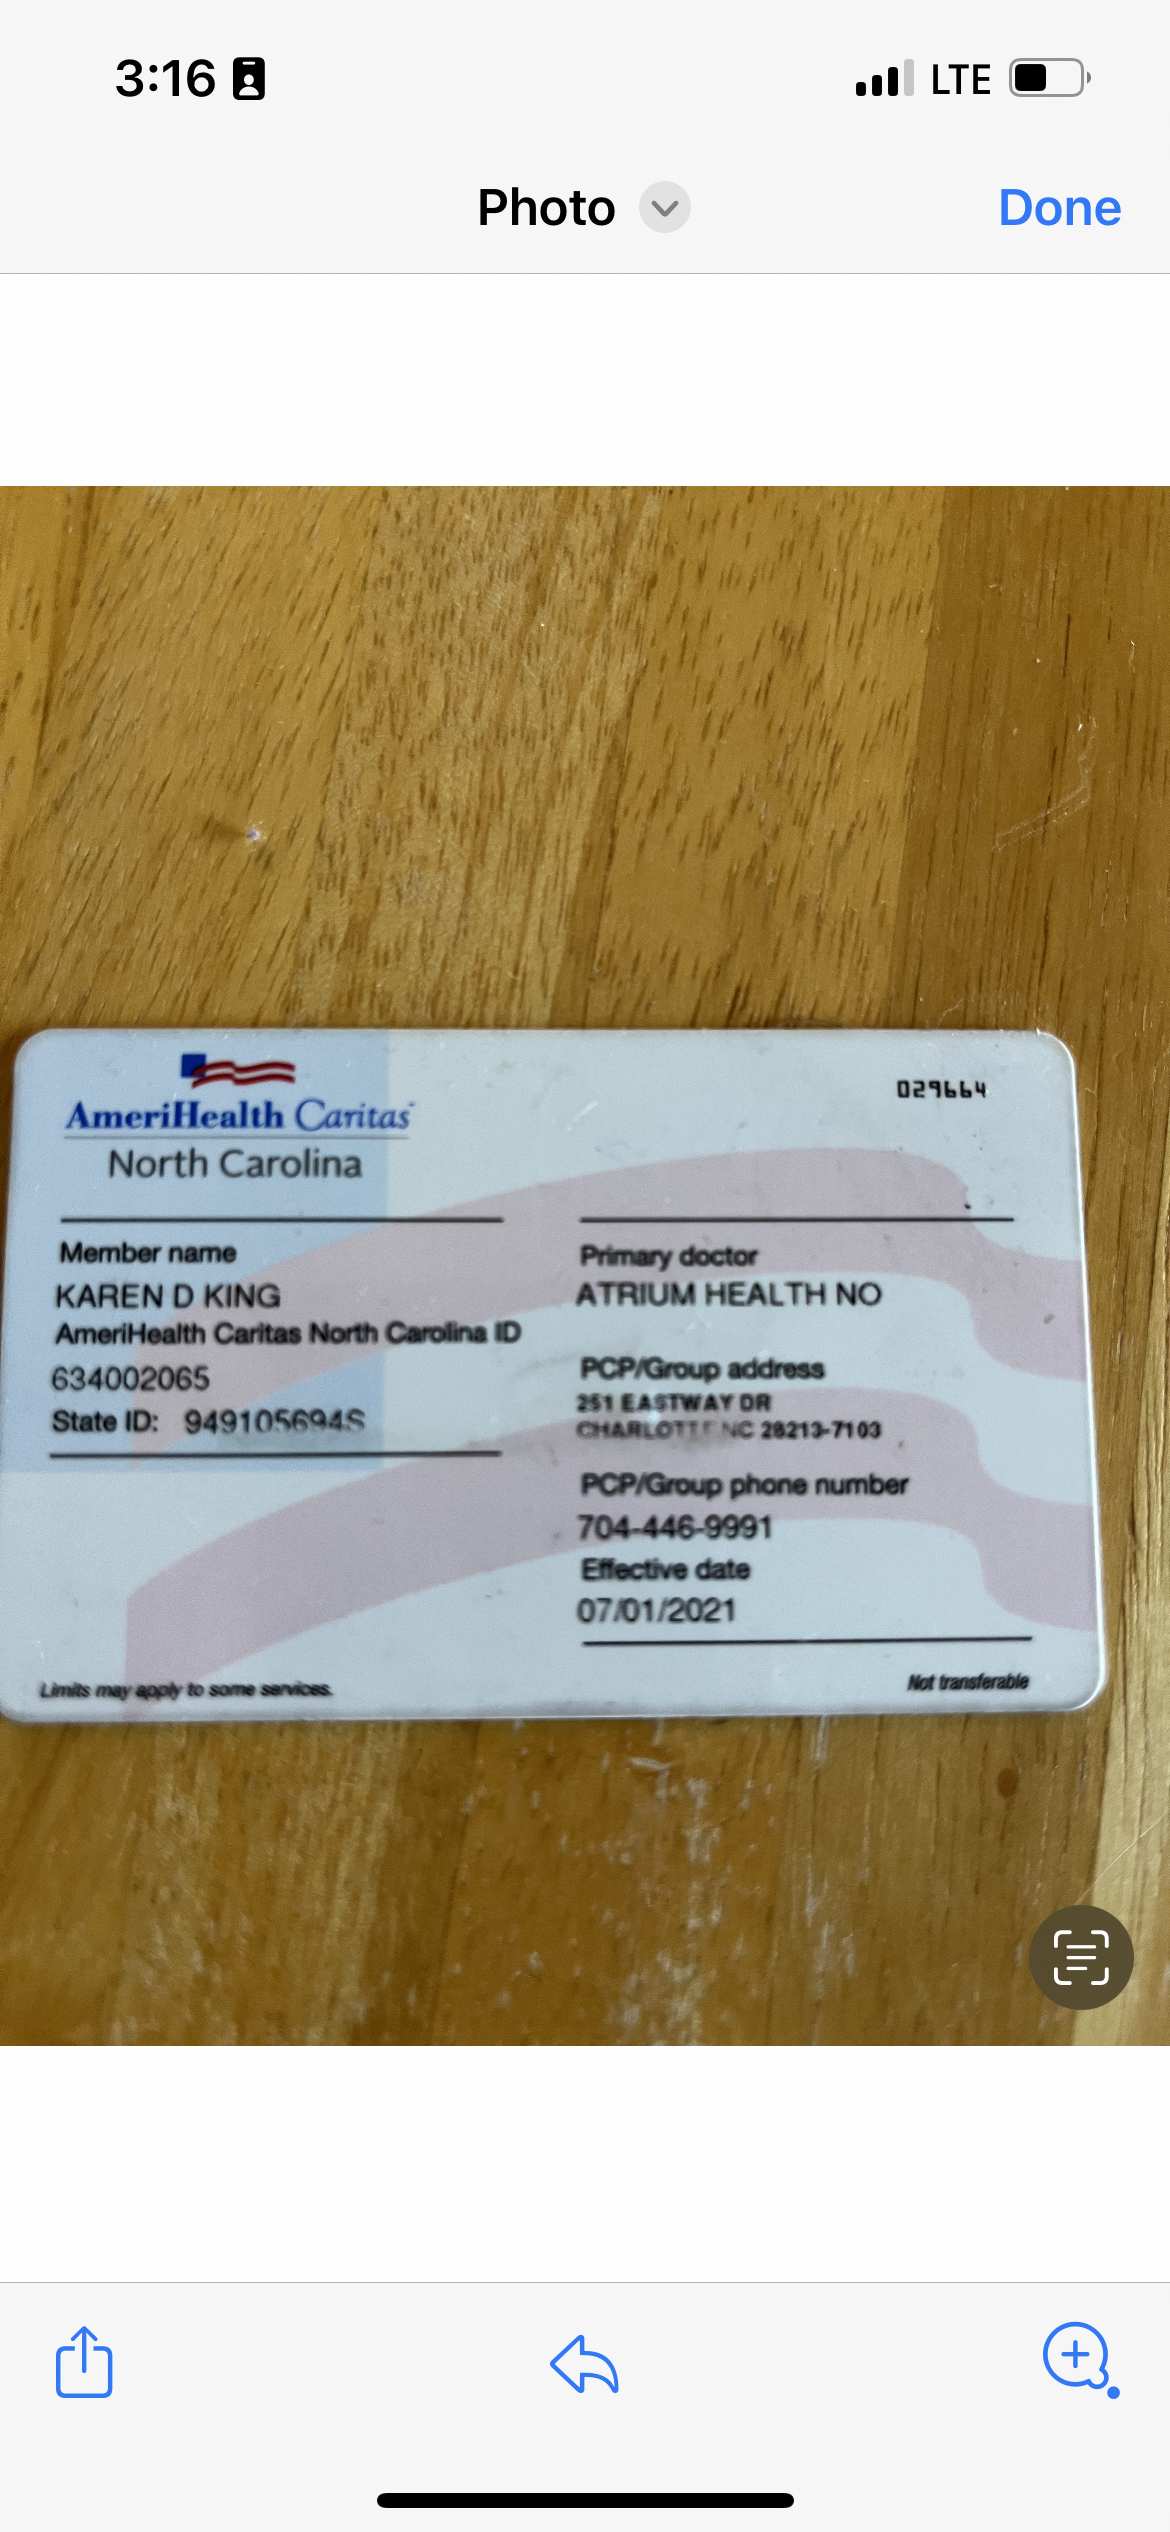 3:16
LTE
Photo
Done
029664
AmeriHealth Caritas
North Carolina
Member name
KAREN D KING
AmeriHealth Caritas North Carolina ID
634002065
State ID: 949105694S
Primary doctor
ATRIUM HEALTH NO
PCP/Group address
251 EASTWAY DR
CHARLOTTE NC 28213-7103
PCP/Group phone number
704-446-9991
Effective date
07/01/2021
Limits may apply to some services.
Not transferable